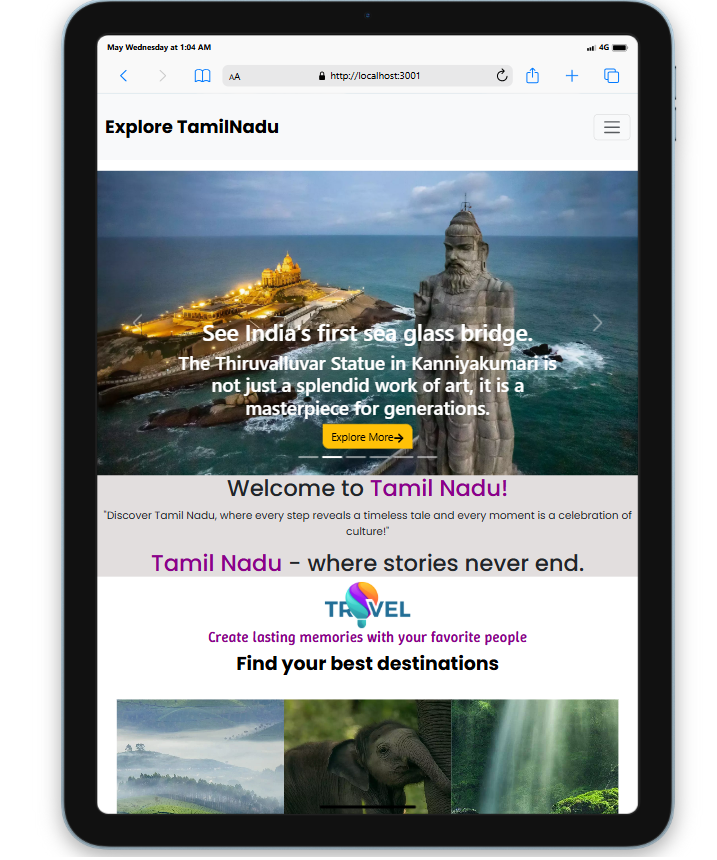 May Wednesday at 1:04 AM
4G
AA
http://localhost:3001
Explore TamilNadu
See India's first sea glass bridge.
The Thiruvalluvar Statue in Kanniyakumari is
not just a splendid work of art, it is a
masterpiece for generations.
Explore More
Welcome to Tamil Nadu!
"Discover Tamil Nadu, where every step reveals a timeless tale and every moment is a celebration of
culture!"
Tamil Nadu - where stories never end.
TRAVEL
Create lasting memories with your favorite people
Find your best destinations